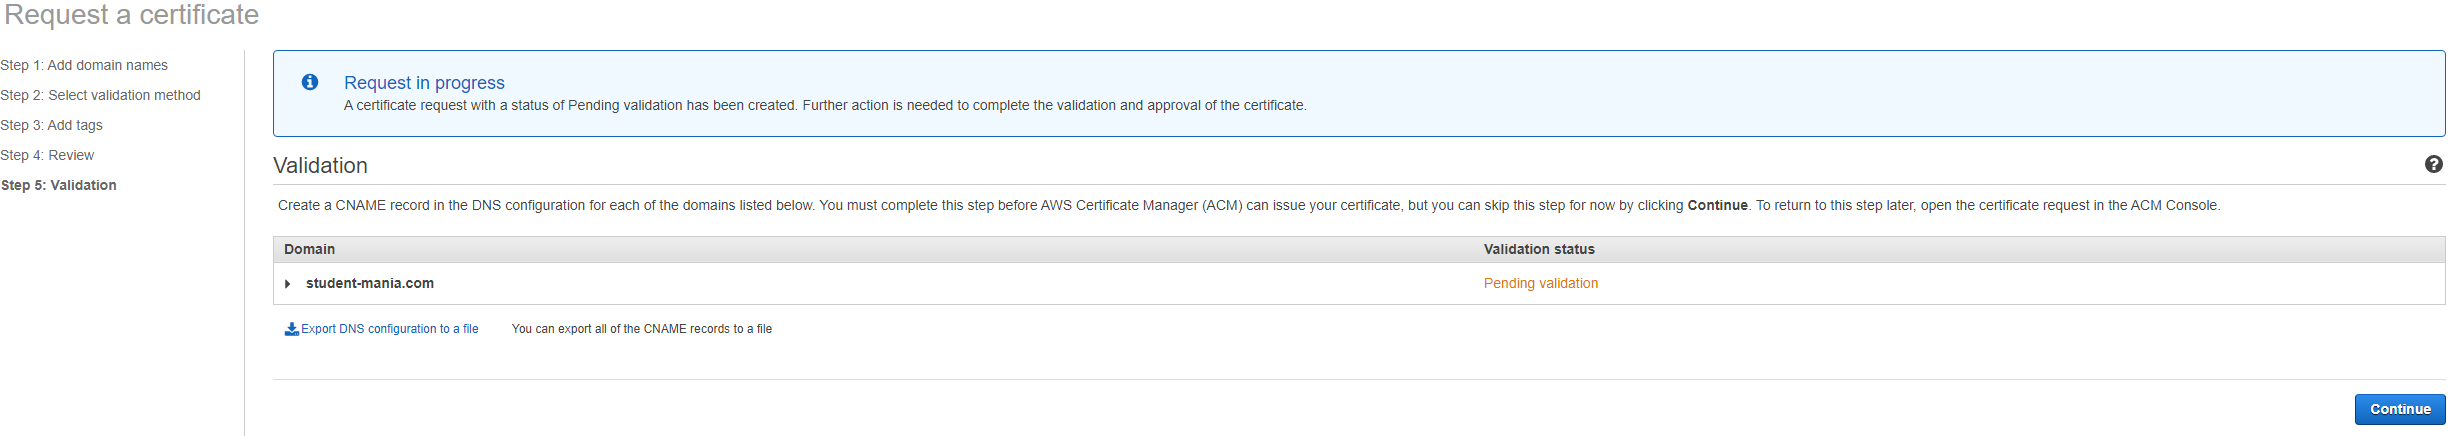 Request a certificate
Step 1: Add domain names
Step 2: Select validation method
Step 3: Add tags
Step 4: Review
Step 5: Validation
Request in progress
A certificate request with a status of Pending validation has been created. Further action is needed to complete the validation and approval of the certificate.
Validation
Create a CNAME record in the DNS configuration for each of the domains listed below. You must complete this step before AWS Certificate Manager (ACM) can issue your certificate, but you can skip this step for now by clicking Continue. To return to this step later, open the certificate request in the ACM Console.
Domain Validation status
student-mania.com Pending validation
Export DNS configuration to a file You can export all of the CNAME records to a file
Continue